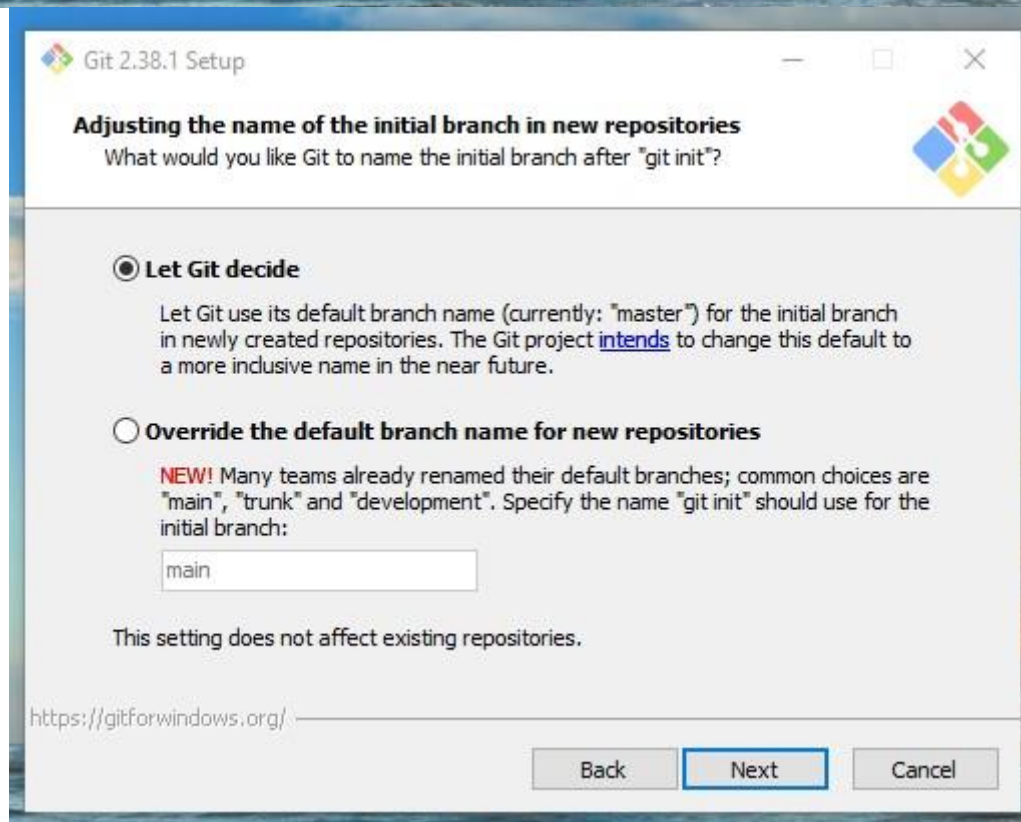 Git 2.38.1 Setup
Adjusting the name of the initial branch in new repositories
What would you like Git to name the initial branch after "git init"?
Let Git decide
Let Git use its default branch name (currently: "master") for the initial branch
in newly created repositories. The Git project intends to change this default to
a more inclusive name in the near future.
Override the default branch name for new repositories
NEW! Many teams already renamed their default branches; common choices are
"main", "trunk" and "development". Specify the name "git init" should use for the
initial branch:
main
This setting does not affect existing repositories.
https://gitforwindows.org/
Back Next Cancel